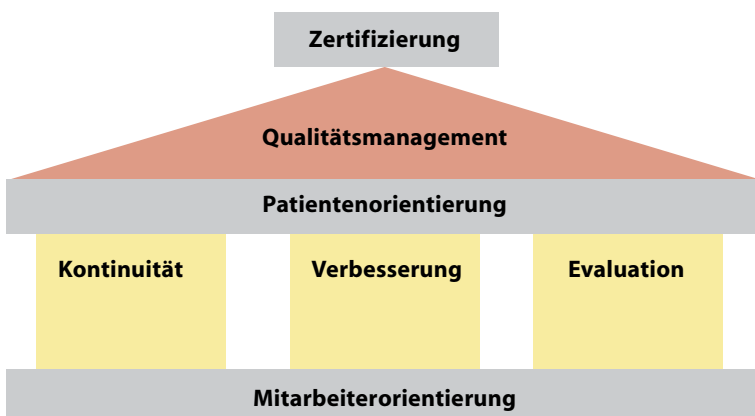 Zertifizierung
Qualitätsmanagement
Patientenorientierung
Kontinuität
Verbesserung
Evaluation
Mitarbeiterorientierung